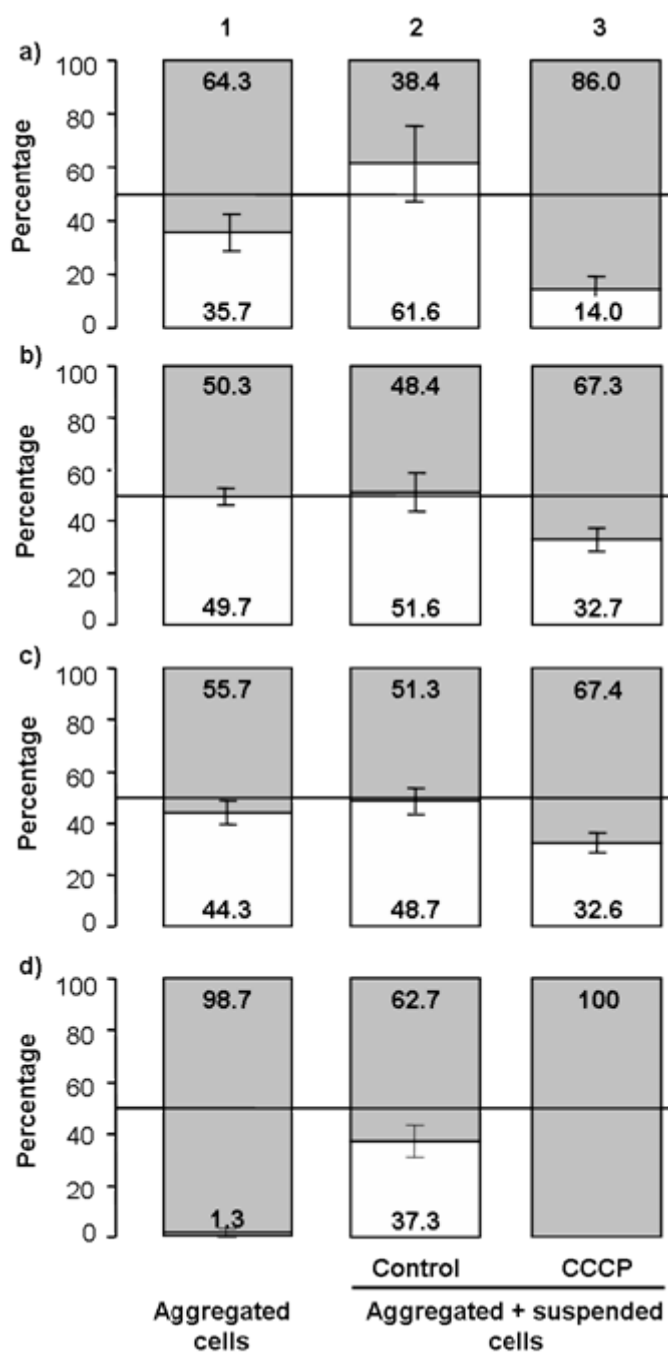 1 2 3
a)
Percentage
100
80
60
40
20
0
64.3 38.4 86.0
35.7 61.6 14.0
b)
Percentage
100
80
60
40
20
0
50.3 48.4 67.3
49.7 51.6 32.7
c)
Percentage
100
80
60
40
20
0
55.7 51.3 67.4
44.3 48.7 32.6
d)
Percentage
100
80
60
40
20
0
98.7 62.7 100
1.3 37.3
Control CCCP
Aggregated
cells
Aggregated + suspended
cells